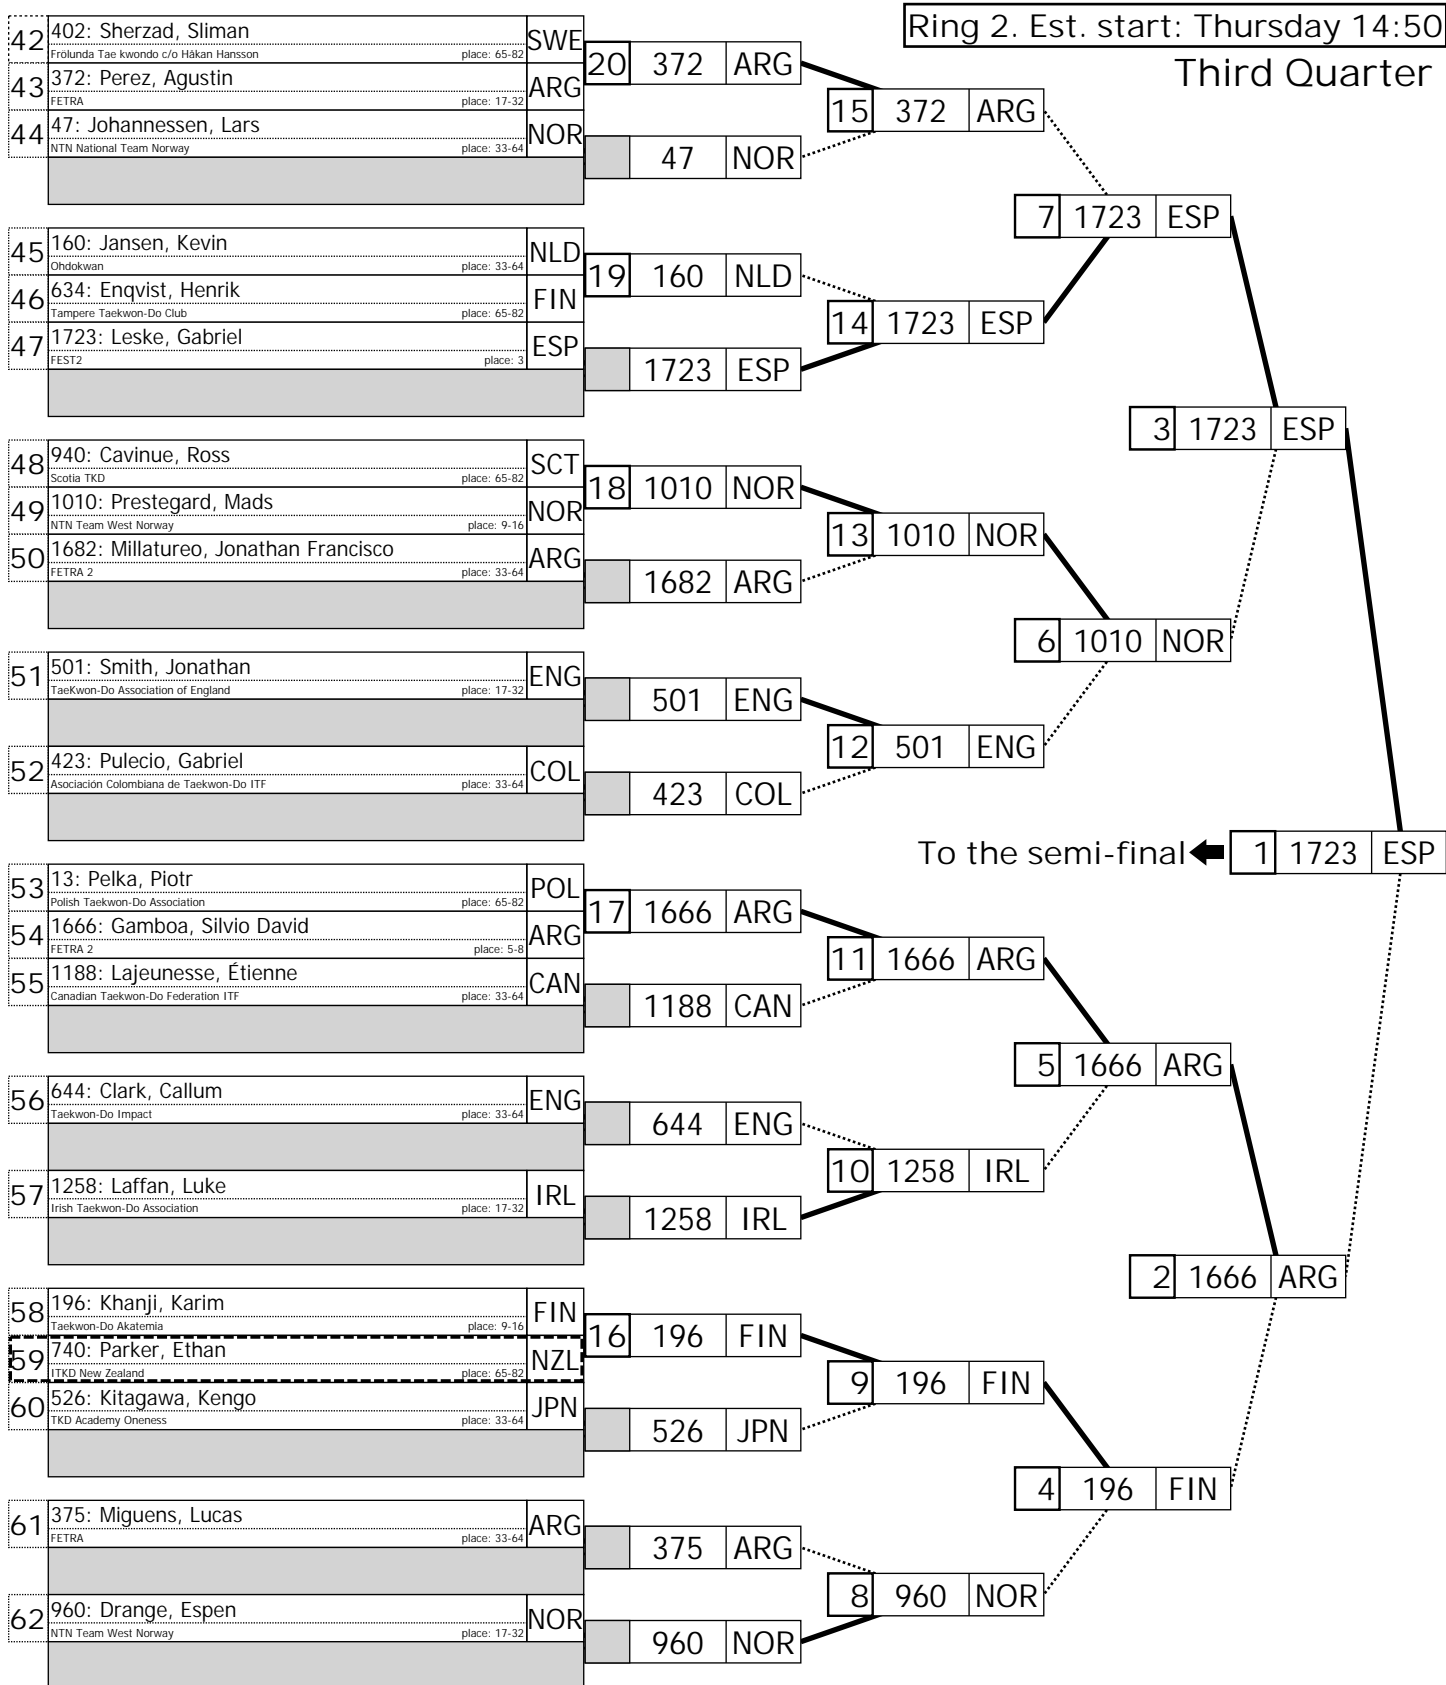 Ring 2. Est. start: Thursday 14:50
Third Quarter
42 402: Sherzad, Sliman SWE
Frölunda Tae kwondo c/o Håkan Hansson place: 65-82
43 372: Perez, Agustin ARG
FETRA place: 17-32
44 47: Johannessen, Lars NOR
NTN National Team Norway place: 33-64
45 160: Jansen, Kevin NLD
Ohdokwan place: 33-64
46 634: Enqvist, Henrik FIN
Tampere Taekwon-Do Club place: 65-82
47 1723: Leske, Gabriel ESP
FEST2 place: 3
48 940: Cavinue, Ross SCT
Scotia TKD place: 65-82
49 1010: Prestegard, Mads NOR
NTN Team West Norway place: 9-16
50 1682: Millatureo, Jonathan Francisco ARG
FETRA 2 place: 33-64
51 501: Smith, Jonathan ENG
TaeKwon-Do Association of England place: 17-32
52 423: Pulecio, Gabriel COL
Asociación Colombiana de Taekwon-Do ITF place: 33-64
53 13: Pelka, Piotr POL
Polish Taekwon-Do Association place: 65-82
54 1666: Gamboa, Silvio David ARG
FETRA 2 place: 5-8
55 1188: Lajeunesse, Étienne CAN
Canadian Taekwon-Do Federation ITF place: 33-64
56 644: Clark, Callum ENG
Taekwon-Do Impact place: 33-64
57 1258: Laffan, Luke IRL
Irish Taekwon-Do Association place: 17-32
58 196: Khanji, Karim FIN
Taekwon-Do Akatemia place: 9-16
59 740: Parker, Ethan NZL
ITKD New Zealand place: 65-82
60 526: Kitagawa, Kengo JPN
TKD Academy Oneness place: 33-64
61 375: Miguens, Lucas ARG
FETRA place: 33-64
62 960: Drange, Espen NOR
NTN Team West Norway place: 17-32
20 372 ARG
47 NOR
19 160 NLD
1723 ESP
18 1010 NOR
1682 ARG
501 ENG
423 COL
17 1666 ARG
1188 CAN
644 ENG
1258 IRL
16 196 FIN
526 JPN
375 ARG
960 NOR
15 372 ARG
14 1723 ESP
13 1010 NOR
12 501 ENG
11 1666 ARG
10 1258 IRL
9 196 FIN
8 960 NOR
7 1723 ESP
6 1010 NOR
5 1666 ARG
4 196 FIN
3 1723 ESP
2 1666 ARG
To the semi-final 1 1723 ESP